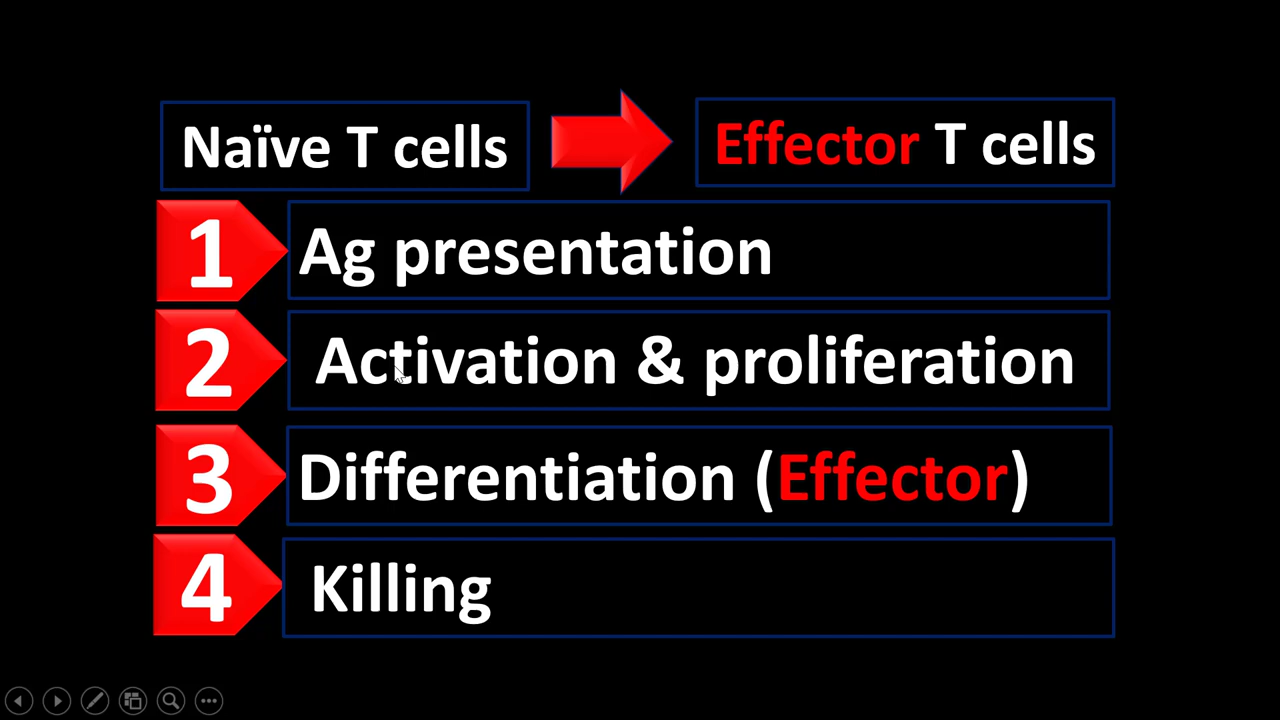 Naïve T cells
Effector T cells
1 Ag presentation
2 Activation & proliferation
3 Differentiation (Effector)
4 Killing